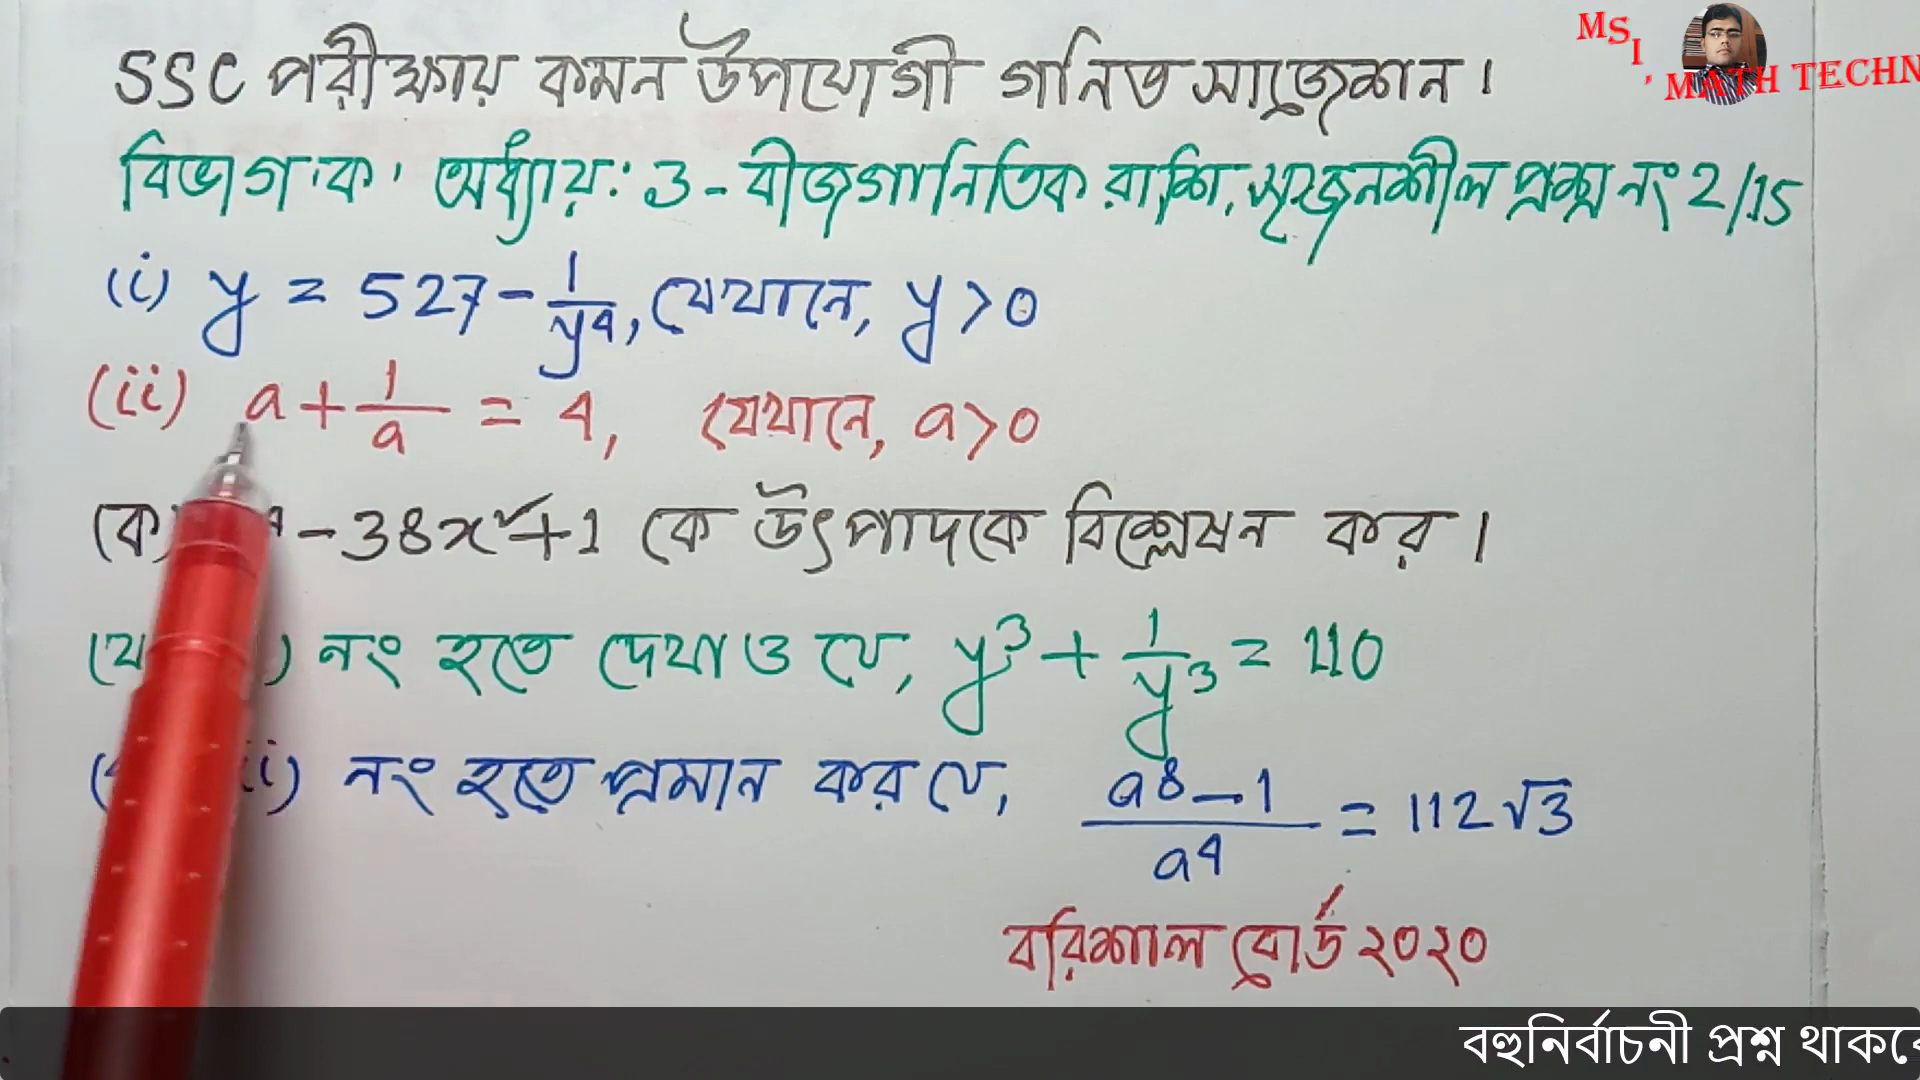 SSC পরীক্ষায় কমন উপযোগী গনিত সাজেশান।
MSI, MATH TECHN
বিভাগ 'ক' অধ্যায়ঃ 3 - বীজগানিতিক রাশি, সৃজনশীল প্রশ্ন নং 2/15
(i) y = 527 - 1/y⁴, যেখানে, y > 0
(ii) a + 1/a = 4, যেখানে, a > 0
(ক) ⁴ - 38x² + 1 কে উৎপাদকে বিশ্লেষন কর।
(খ ) নং হতে দেখাও যে, y³ + 1/y³ = 110
( ii) নং হতে প্রমান কর যে, (a⁸ - 1)/a⁴ = 112√3
বরিশাল বোর্ড ২০২০
বহুনির্বাচনী প্রশ্ন থাকবে